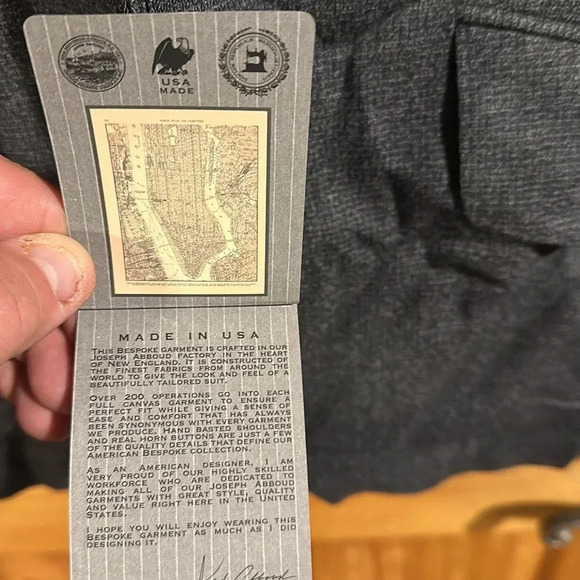 USA
MADE
MADE IN USA
THIS BESPOKE GARMENT IS CRAFTED IN OUR
JOSEPH ABBOUD FACTORY IN THE HEART
OF NEW ENGLAND. IT IS CONSTRUCTED OF
THE FINEST FABRICS FROM AROUND THE
WORLD TO GIVE THE LOOK AND FEEL OF A
BEAUTIFULLY TAILORED SUIT.
OVER 200 OPERATIONS GO INTO EACH
FULL CANVAS GARMENT TO ENSURE A
PERFECT FIT WHILE GIVING A SENSE OF
EASE AND COMFORT THAT HAS ALWAYS
BEEN SYNONYMOUS WITH EVERY GARMENT
WE PRODUCE. HAND BASTED SHOULDERS
AND REAL HORN BUTTONS ARE JUST A FEW
OF THE QUALITY DETAILS THAT DEFINE OUR
AMERICAN BESPOKE COLLECTION.
AS AN AMERICAN DESIGNER, I AM
VERY PROUD OF OUR HIGHLY SKILLED
WORKFORCE WHO ARE DEDICATED TO
MAKING ALL OF OUR JOSEPH ABBOUD
GARMENTS WITH GREAT STYLE, QUALITY
AND VALUE RIGHT HERE IN THE UNITED
STATES.
I HOPE YOU WILL ENJOY WEARING THIS
BESPOKE GARMENT AS MUCH AS I DID
DESIGNING IT.